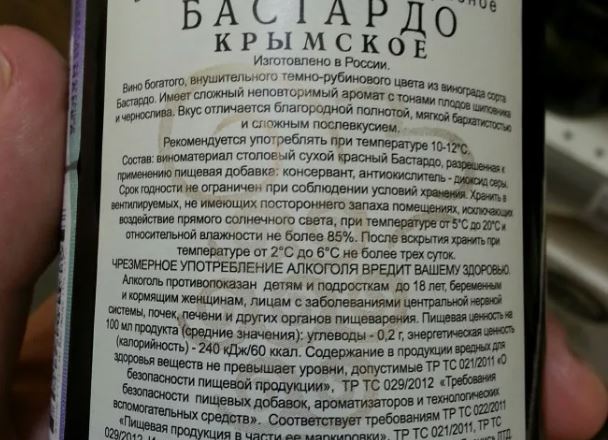 БАСТАРДО
КРЫМСКОЕ
Изготовлено в России.
Вино богатого, внушительного темно-рубинового цвета из винограда сорта
Бастардо. Имеет сложный неповторимый аромат с тонами плодов шиповника
и чернослива. Вкус отличается благородной полнотой, мягкой бархатистостью
и сложным послевкусием.
Рекомендуется употреблять при температуре 10-12°С.
Состав: виноматериал столовый сухой красный Бастардо, разрешенная к
применению пищевая добавка: консервант, антиокислитель - диоксид серы.
Срок годности не ограничен при соблюдении условий хранения. Хранить в
вентилируемых, не имеющих постороннего запаха помещениях, исключающих
воздействие прямого солнечного света, при температуре от 5°С до 20°С и
относительной влажности не более 85%. После вскрытия хранить при
температуре от 2°С до 6°С не более трех суток.
ЧРЕЗМЕРНОЕ УПОТРЕБЛЕНИЕ АЛКОГОЛЯ ВРЕДИТ ВАШЕМУ ЗДОРОВЬЮ.
Алкоголь противопоказан детям и подросткам до 18 лет, беременным
и кормящим женщинам, лицам с заболеваниями центральной нервной
системы, почек, печени и других органов пищеварения. Пищевая ценность на
100 мл продукта (средние значения): углеводы - 0,2 г, энергетическая ценность
(калорийность) - 240 кДж/60 ккал. Содержание в продукции вредных для
здоровья веществ не превышает уровни, допустимые ТР ТС 021/2011 «О
безопасности пищевой продукции», ТР ТС 029/2012 «Требования
безопасности пищевых добавок, ароматизаторов и технологических
вспомогательных средств». Соответствует требованиям ТР ТС 022/2011
«Пищевая продукция в части ее маркировки», ТР ТС 021/2011, ТР ТС
029/2012